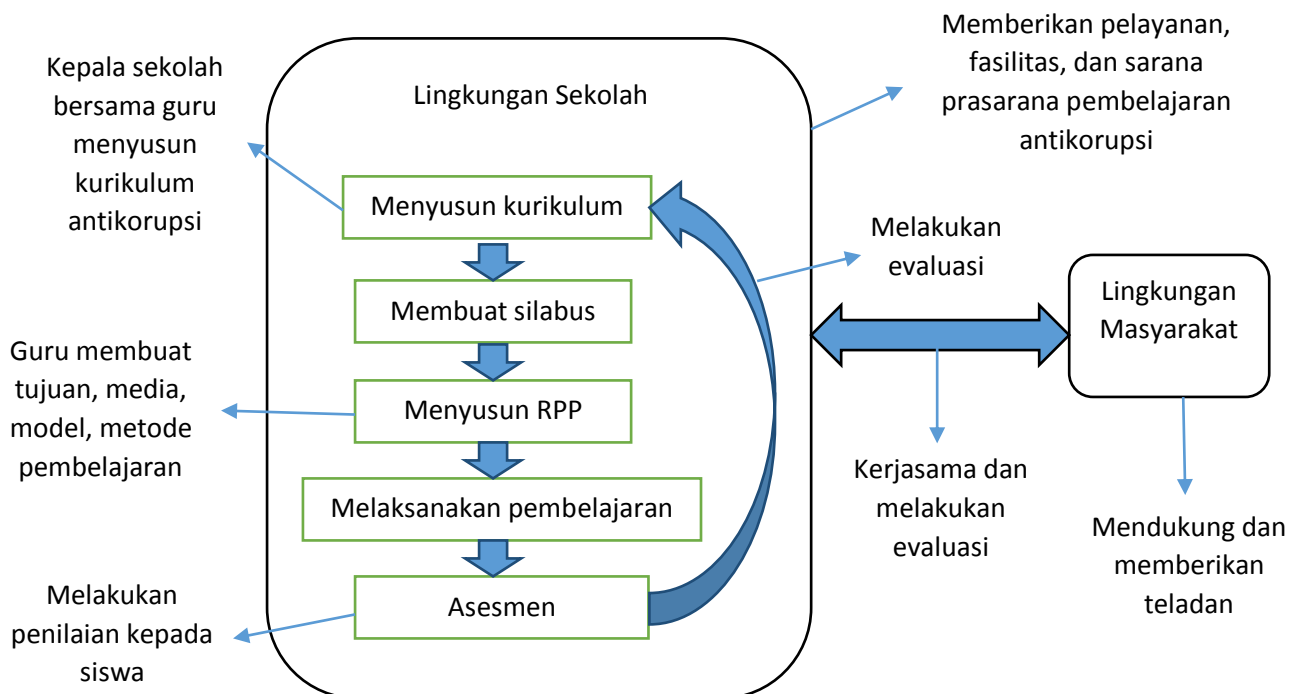 Kepala sekolah
bersama guru
menyusun
kurikulum
antikorupsi
Lingkungan Sekolah
Memberikan pelayanan,
fasilitas, dan sarana
prasarana pembelajaran
antikorupsi
Menyusun kurikulum
Melakukan
evaluasi
Membuat silabus
Lingkungan
Masyarakat
Guru membuat
tujuan, media,
model, metode
pembelajaran
Menyusun RPP
Melaksanakan pembelajaran
Kerjasama dan
melakukan
evaluasi
Mendukung dan
memberikan
teladan
Melakukan
penilaian kepada
siswa
Asesmen